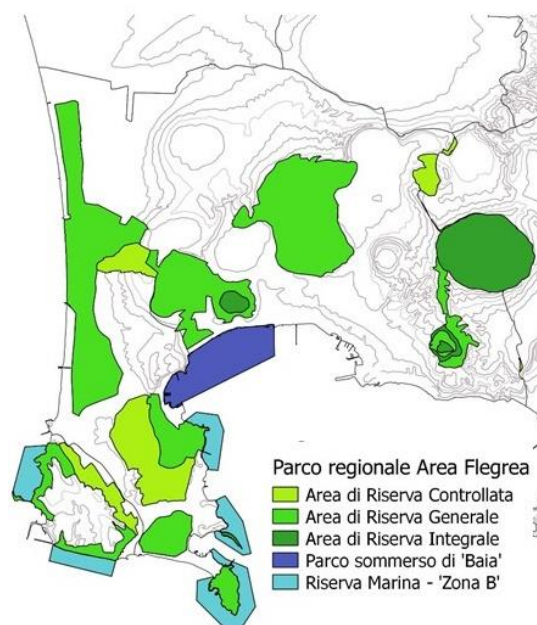 Parco regionale Area Flegrea
Area di Riserva Controllata
Area di Riserva Generale
Area di Riserva Integrale
Parco sommerso di 'Baia'
Riserva Marina - 'Zona B'